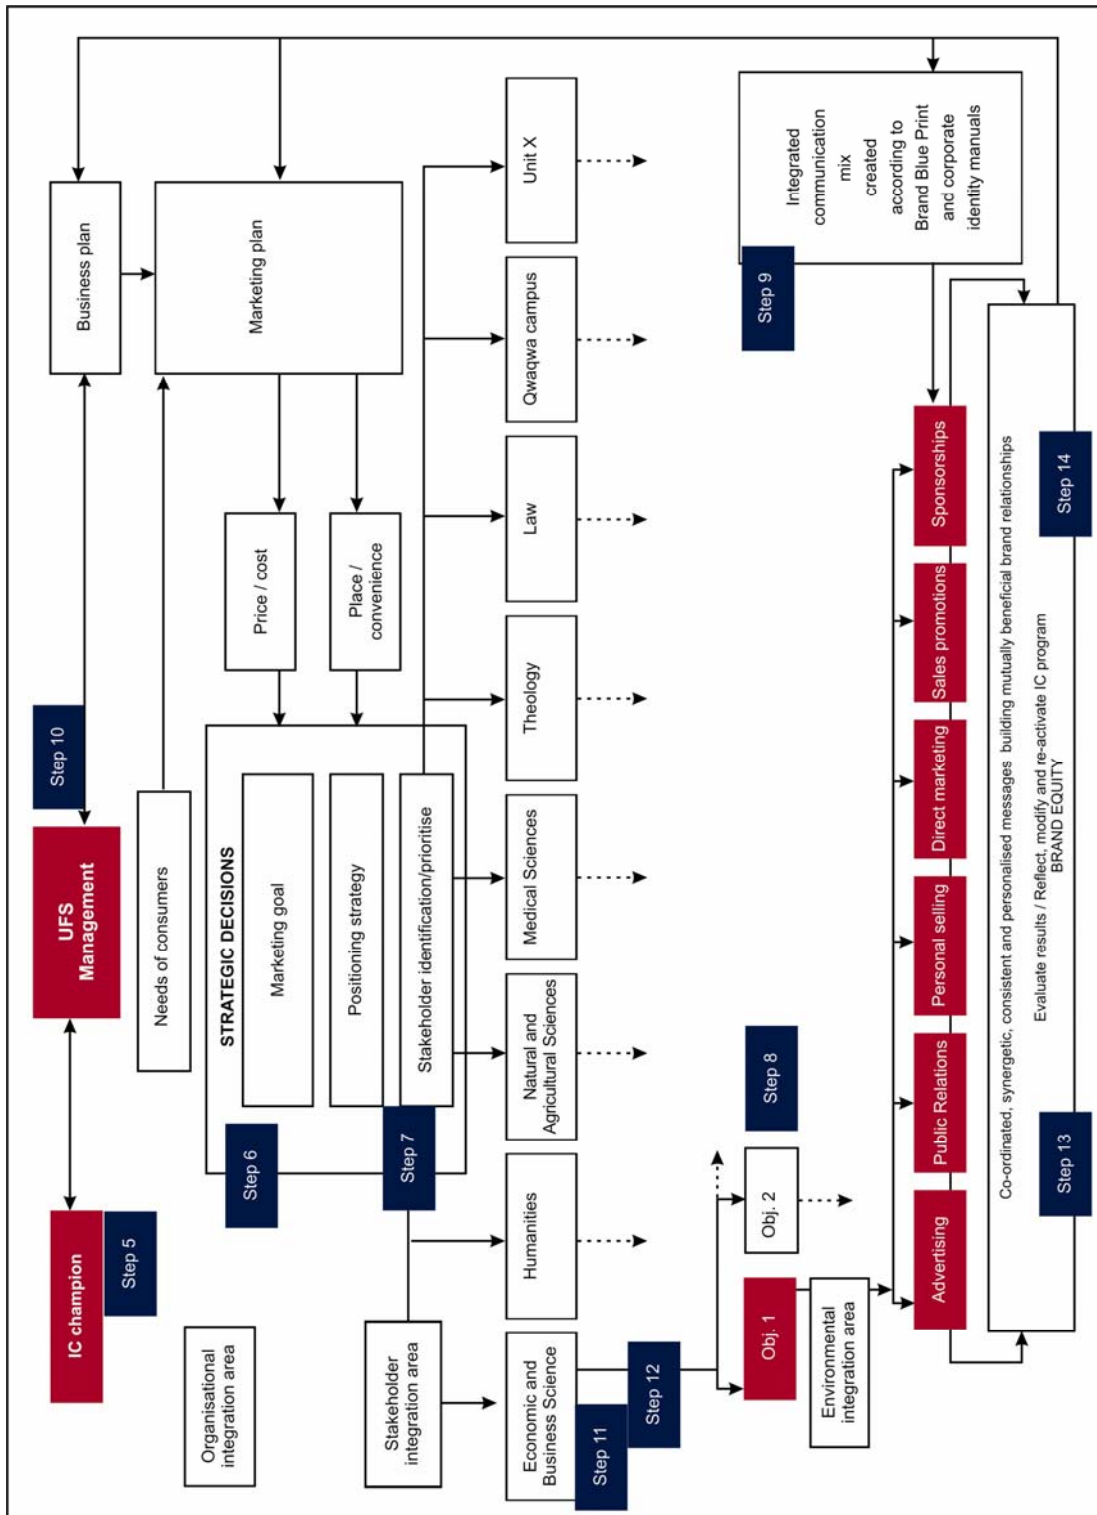 IC champion
Step 5
UFS
Management
Step 10
Business plan
Organisational
integration area
Needs of consumers
Marketing plan
Step 6
STRATEGIC DECISIONS
Marketing goal
Positioning strategy
Stakeholder identification/prioritise
Step 7
Price / cost
Place /
convenience
Stakeholder
integration area
Economic and
Business Science
Humanities
Natural and
Agricultural Sciences
Medical Sciences
Theology
Law
Qwaqwa campus
Unit X
Step 11
Step 12
Obj. 1
Obj. 2
Step 8
Environmental
integration area
Step 9
Integrated
communication
mix
created
according to
Brand Blue Print
and corporate
identity manuals
Advertising
Public Relations
Personal selling
Direct marketing
Sales promotions
Sponsorships
Co-ordinated, synergetic, consistent and personalised messages building mutually beneficial brand relationships
Evaluate results / Reflect, modify and re-activate IC program
BRAND EQUITY
Step 13
Step 14